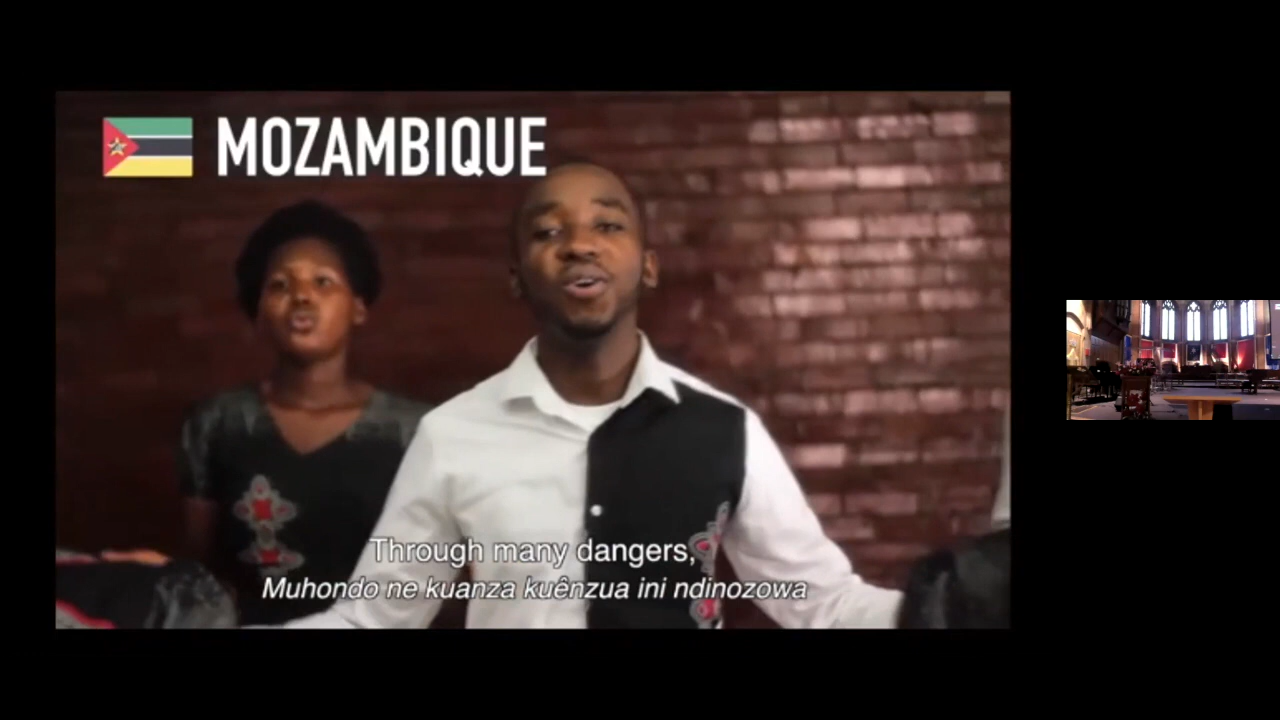 MOZAMBIQUE
Through many dangers,
Muhondo ne kuanza kuênzua ini ndinozowa